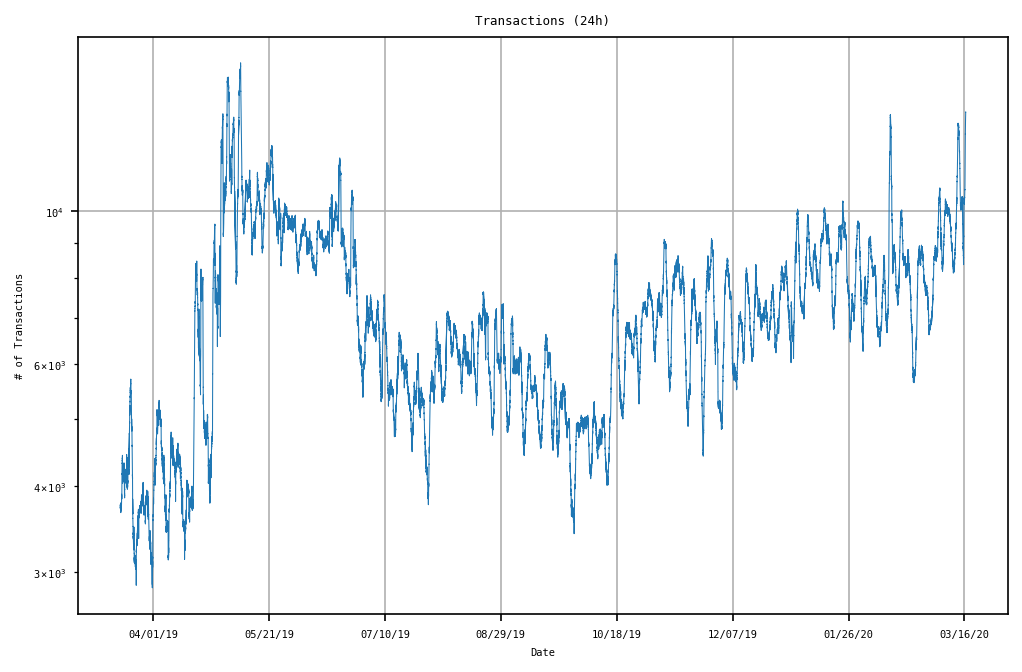 Transactions (24h)
# of Transactions
10⁴
6×10³
4×10³
3×10³
04/01/19 05/21/19 07/10/19 08/29/19 10/18/19 12/07/19 01/26/20 03/16/20
Date